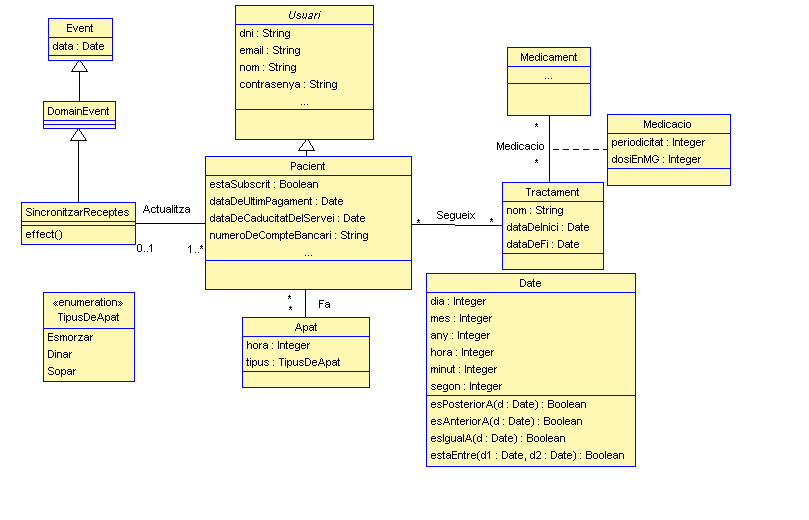 Event
data : Date
DomainEvent
SincronitzarReceptes
effect()
Actualitza
0..1
1..*
Usuari
dni : String
email : String
nom : String
contrasenya : String
...
Pacient
estaSubscrit : Boolean
dataDeUltimPagament : Date
dataDeCaducitatDelServei : Date
numeroDeCompteBancari : String
...
*
Segueix
*
Medicament
...
*
Medicacio
*
Medicacio
periodicitat : Integer
dosiEnMG : Integer
Tractament
nom : String
dataDeInici : Date
dataDeFi : Date
«enumeration»
TipusDeApat
Esmorzar
Dinar
Sopar
*
Fa
*
Apat
hora : Integer
tipus : TipusDeApat
Date
dia : Integer
mes : Integer
any : Integer
hora : Integer
minut : Integer
segon : Integer
esPosteriorA(d : Date) : Boolean
esAnteriorA(d : Date) : Boolean
esIgualA(d : Date) : Boolean
estaEntre(d1 : Date, d2 : Date) : Boolean